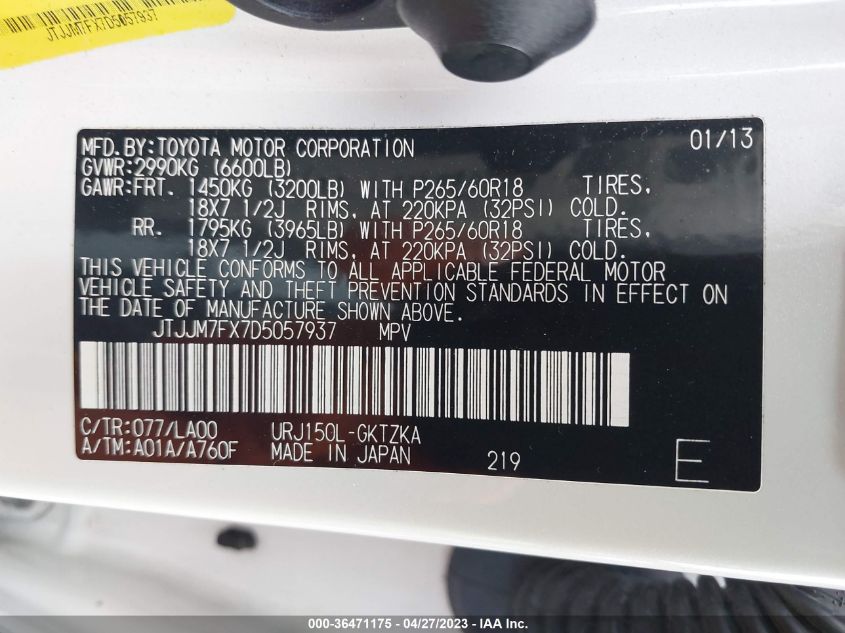 JTJJM7FX7D5057937
MFD. BY: TOYOTA MOTOR CORPORATION 01/13
GVWR: 2990KG (6600LB)
GAWR: FRT. 1450KG (3200LB) WITH P265/60R18 TIRES,
18X7 1/2J RIMS, AT 220KPA (32PSI) COLD.
RR. 1795KG (3965LB) WITH P265/60R18 TIRES,
18X7 1/2J RIMS, AT 220KPA (32PSI) COLD.
THIS VEHICLE CONFORMS TO ALL APPLICABLE FEDERAL MOTOR
VEHICLE SAFETY AND THEFT PREVENTION STANDARDS IN EFFECT ON
THE DATE OF MANUFACTURE SHOWN ABOVE.
JTJJM7FX7D5057937 MPV
C/TR: 077/LA00 URJ150L-GKTZKA
A/TM: A01A/A760F MADE IN JAPAN 219 E
000-36471175 - 04/27/2023 - IAA Inc.